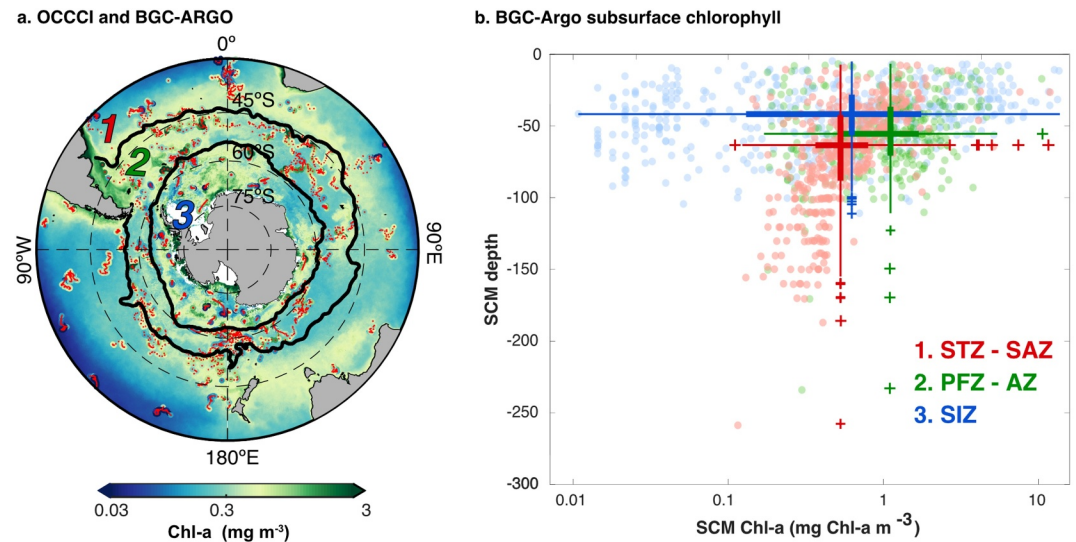 a. OCCCI and BGC-ARGO
0º
45ºS
60ºS
75ºS
1
2
3
90ºW
90ºE
180ºE
0.03 0.3 3
Chl-a (mg m⁻³)
b. BGC-Argo subsurface chlorophyll
0
-50
-100
-150
-200
-250
-300
SCM depth
1. STZ - SAZ
2. PFZ - AZ
3. SIZ
0.01 0.1 1 10
SCM Chl-a (mg Chl-a m ⁻³)